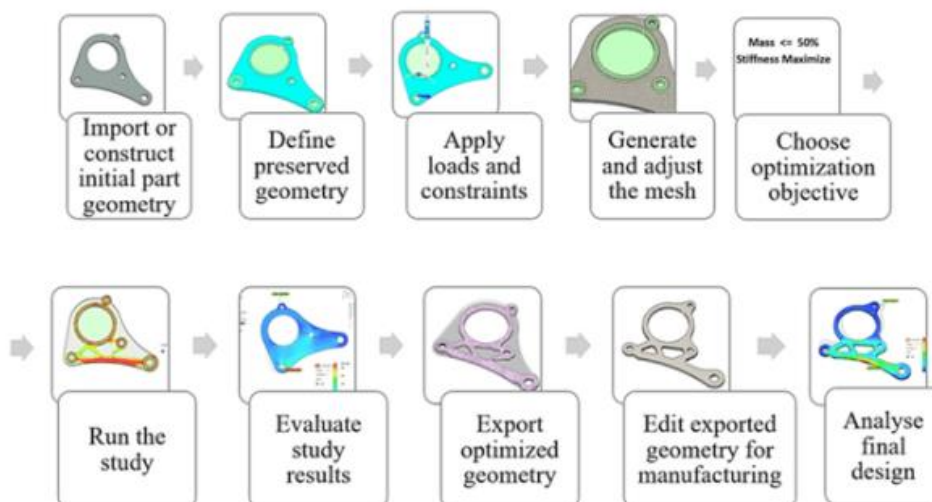 Mass <= 50%
Stiffness Maximize
Import or
construct
initial part
geometry
Define
preserved
geometry
Apply
loads and
constraints
Generate
and adjust
the mesh
Choose
optimization
objective
Run the
study
Evaluate
study
results
Export
optimized
geometry
Edit exported
geometry for
manufacturing
Analyse
final
design